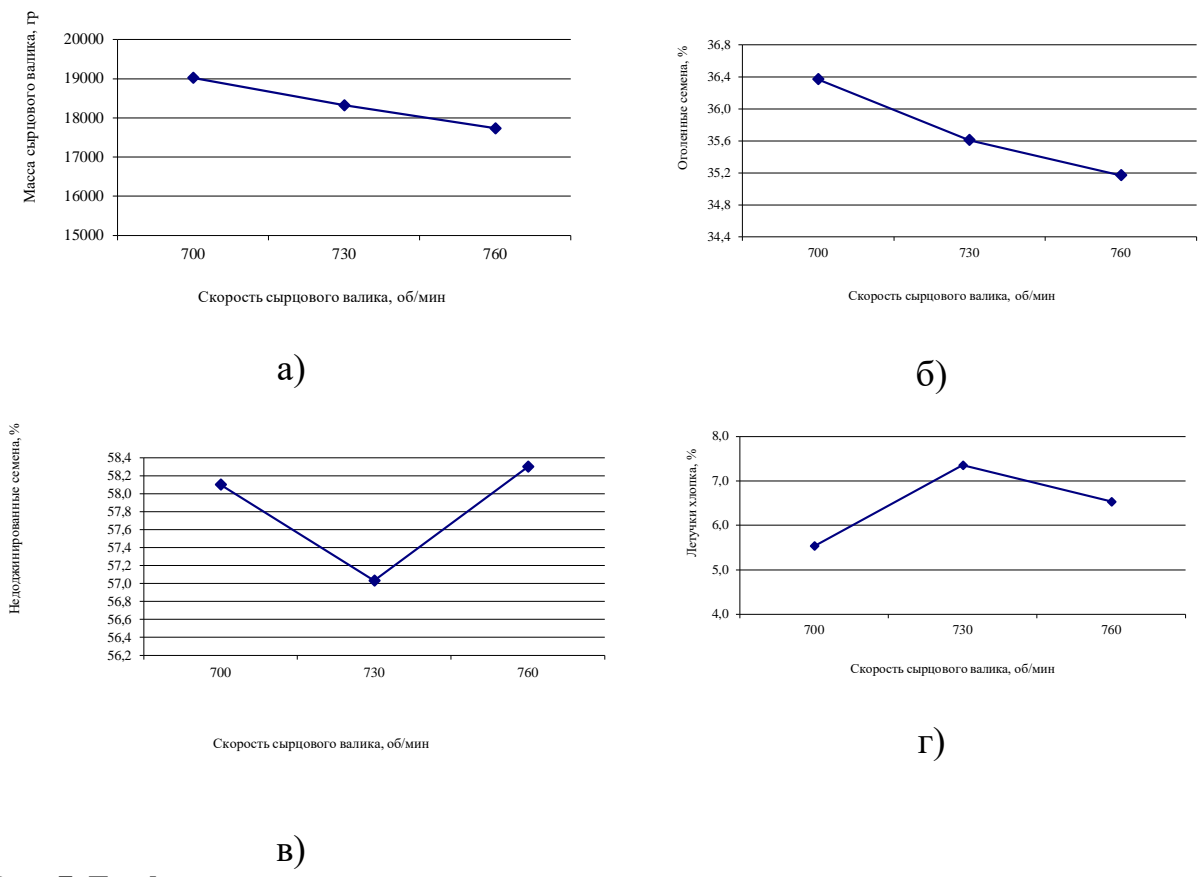 Масса сырцового валика, гр
20000
19000
18000
17000
16000
15000
700 730 760
Скорость сырцового валика, об/мин
а)
Оголенные семена, %
36,8
36,4
36,0
35,6
35,2
34,8
34,4
700 730 760
Скорость сырцового валика, об/мин
б)
Недоджинированные семена, %
58,4
58,2
58,0
57,8
57,6
57,4
57,2
57,0
56,8
56,6
56,4
56,2
700 730 760
Скорость сырцового валика, об/мин
в)
Летучки хлопка, %
8,0
7,0
6,0
5,0
4,0
700 730 760
Скорость сырцового валика, об/мин
г)